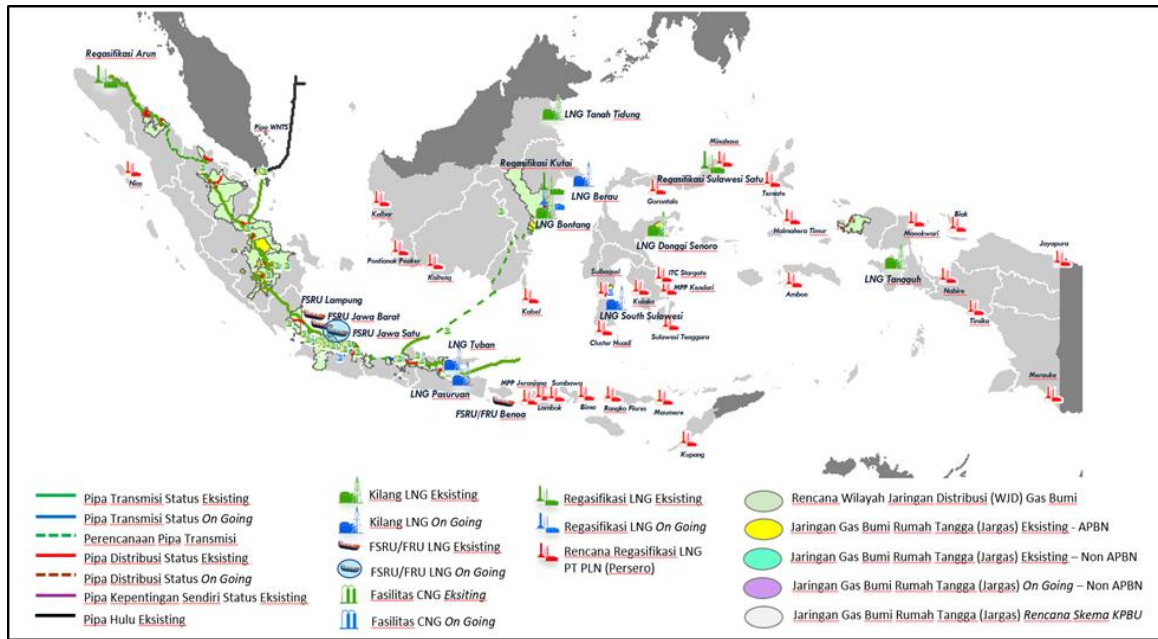 Regasifikasi Arun
Pipa WNTS
Nias
LNG Tanah Tidung
Regasifikasi Kutai
LNG Berau
LNG Bontang
Minahasa
Regasifikasi Sulawesi Satu
Gorontalo
Ternate
Halmahera Timur
Manokwari
Biak
Jayapura
Kalbar
Pontianak Peaker
Kalteng
LNG Donggi Senoro
LNG Tangguh
Sulbagsel
ITC Stargate
MPP Kendari
Kolaka
Kalsel
LNG South Sulawesi
Cluster Huadi
Sulawesi Tenggara
Ambon
Nabire
Timika
Merauke
FSRU Lampung
FSRU Jawa Barat
FSRU Jawa Satu
LNG Tuban
LNG Pasuruan
FSRU/FRU Benoa
MPP Jeranjang
Lombok
Sumbawa
Bima
Rangko Flores
Maumere
Kupang
Pipa Transmisi Status Eksisting
Pipa Transmisi Status On Going
Perencanaan Pipa Transmisi
Pipa Distribusi Status Eksisting
Pipa Distribusi Status On Going
Pipa Kepentingan Sendiri Status Eksisting
Pipa Hulu Eksisting
Kilang LNG Eksisting
Kilang LNG On Going
FSRU/FRU LNG Eksisting
FSRU/FRU LNG On Going
Fasilitas CNG Eksiting
Fasilitas CNG On Going
Regasifikasi LNG Eksisting
Regasifikasi LNG On Going
Rencana Regasifikasi LNG
PT PLN (Persero)
Rencana Wilayah Jaringan Distribusi (WJD) Gas Bumi
Jaringan Gas Bumi Rumah Tangga (Jargas) Eksisting - APBN
Jaringan Gas Bumi Rumah Tangga (Jargas) Eksisting – Non APBN
Jaringan Gas Bumi Rumah Tangga (Jargas) On Going – Non APBN
Jaringan Gas Bumi Rumah Tangga (Jargas) Rencana Skema KPBU